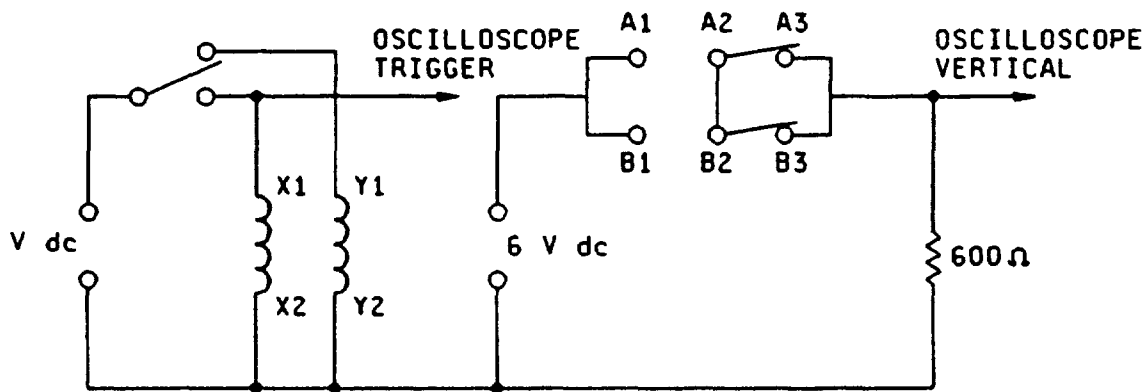 OSCILLOSCOPE
TRIGGER
A1
A2
A3
OSCILLOSCOPE
VERTICAL
B1
B2
B3
X1
Y1
V dc
6 V dc
600Ω
X2
Y2